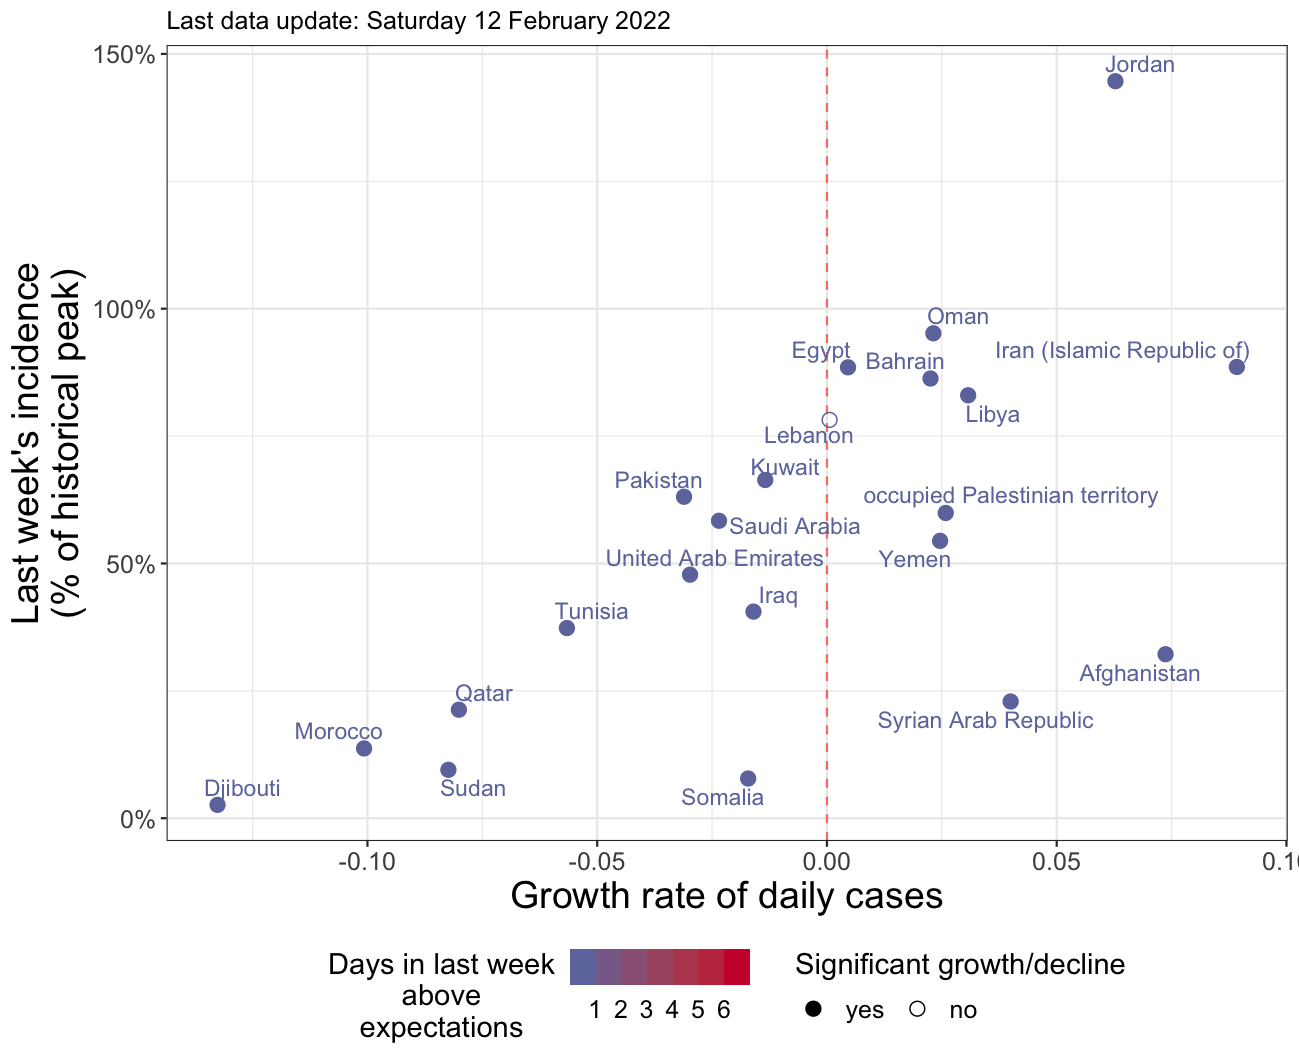 Last data update: Saturday 12 February 2022
150%
100%
50%
0%
Last week's incidence
(% of historical peak)
Jordan
Oman
Egypt
Bahrain
Iran (Islamic Republic of)
Libya
Lebanon
Kuwait
Pakistan
occupied Palestinian territory
Saudi Arabia
Yemen
United Arab Emirates
Iraq
Tunisia
Afghanistan
Qatar
Syrian Arab Republic
Morocco
Djibouti
Sudan
Somalia
-0.10 -0.05 0.00 0.05 0.10
Growth rate of daily cases
Days in last week
above
expectations
1 2 3 4 5 6
Significant growth/decline
yes no